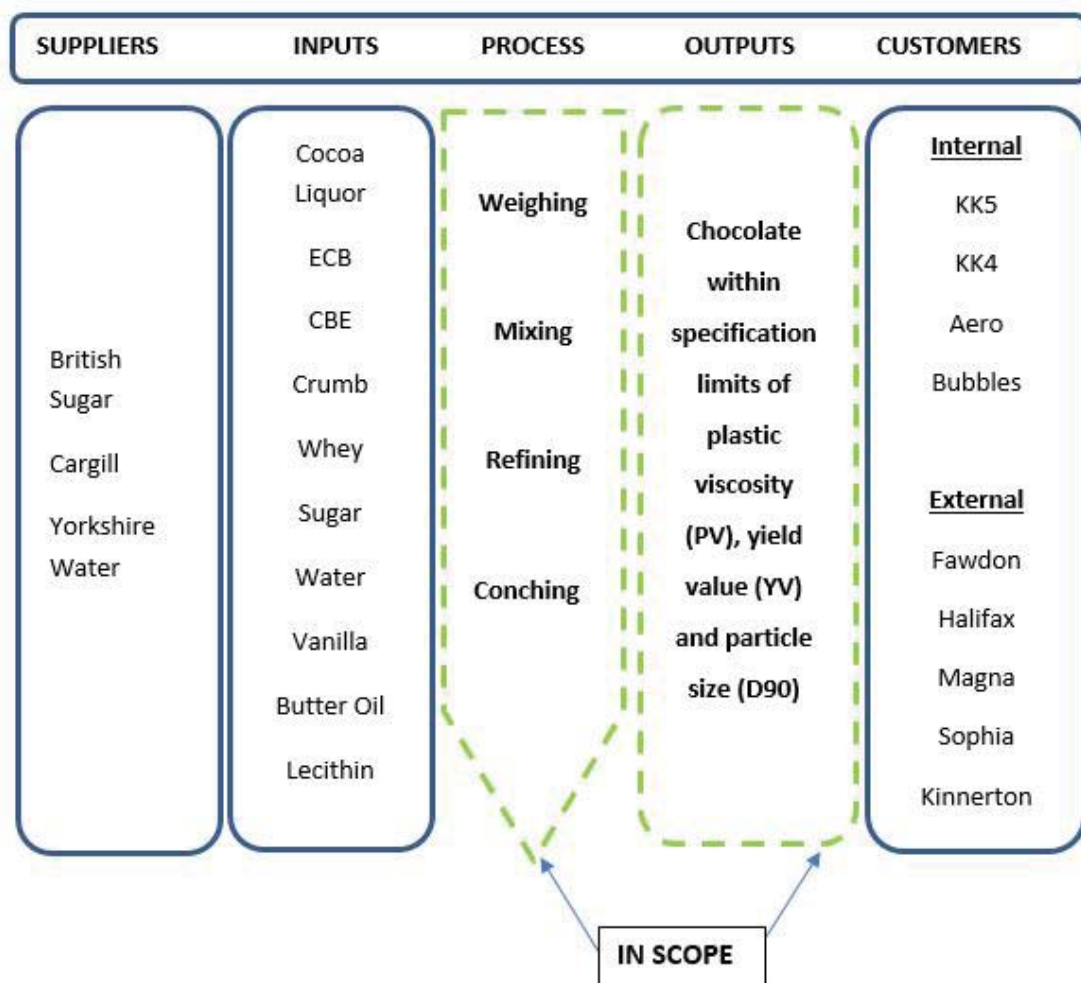 SUPPLIERS INPUTS PROCESS OUTPUTS CUSTOMERS
British
Sugar
Cargill
Yorkshire
Water
Cocoa
Liquor
ECB
CBE
Crumb
Whey
Sugar
Water
Vanilla
Butter Oil
Lecithin
Weighing
Mixing
Refining
Conching
Chocolate
within
specification
limits of
plastic
viscosity
(PV), yield
value (YV)
and particle
size (D90)
Internal
KK5
KK4
Aero
Bubbles
External
Fawdon
Halifax
Magna
Sophia
Kinnerton
IN SCOPE